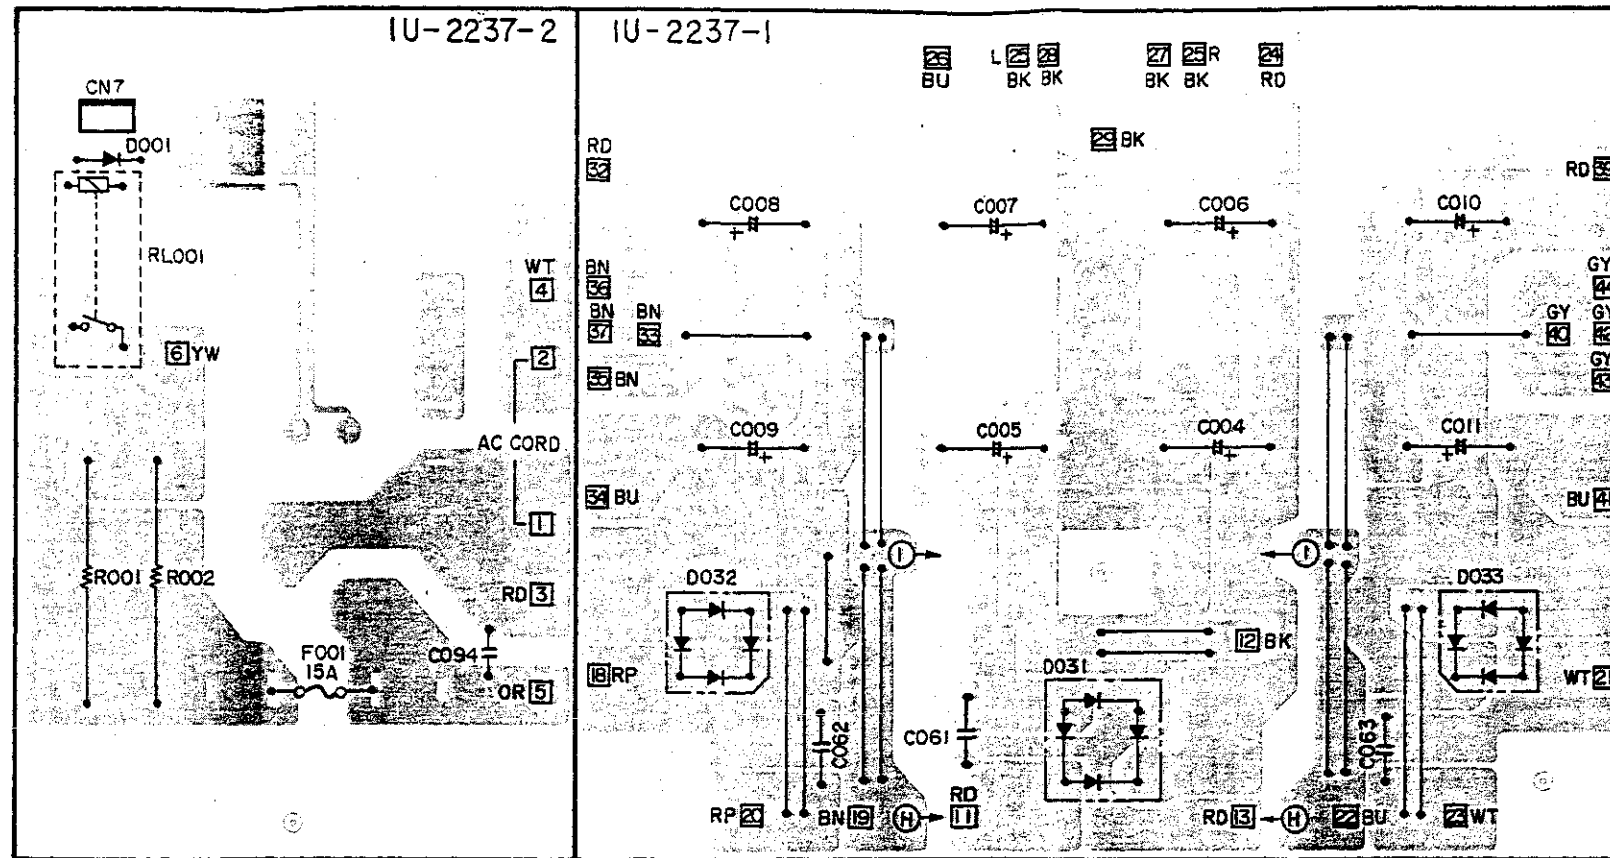 1U-2237-2
1U-2237-1
26
BU
L 25 28
BK BK
27 25 R
BK BK
24
RD
CN7
D001
29 BK
RD
32
RD
C008
C007
C006
C010
+
+
+
+
RL001
WT
4
BN
36
GY
BN
37
BN
33
GY
40
GY
6 YW
2
35 BN
GY
AC CORD
C009
C005
C004
C011
+
+
+
+
34 BU
BU
1
I
I
R001
R002
D032
D033
RD 3
F001
15A
C094
12 BK
D031
18 RP
OR 5
WT
C062
C061
C063
RP 20
BN 19
H
RD
11
RD 13
H
22 BU
23 WT